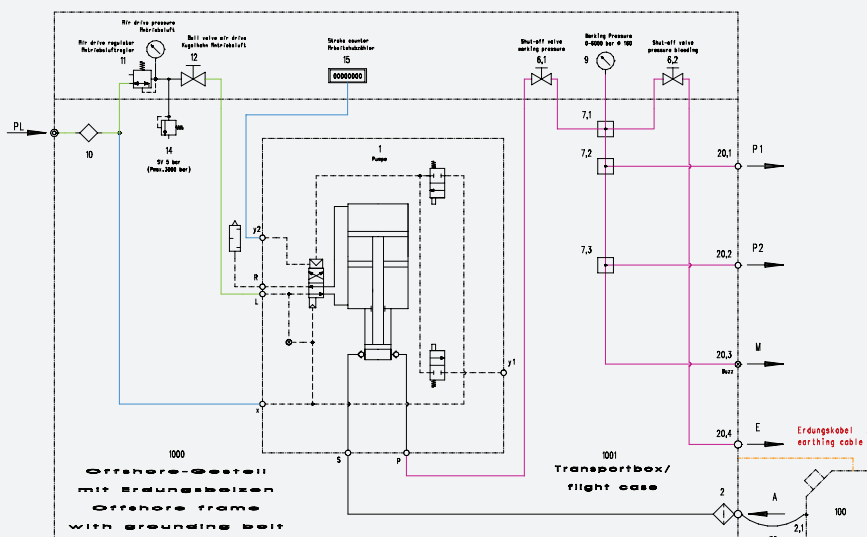 Air drive pressure
Antriebsluft
Air drive regulator
Antriebsluftregler
11
Ball valve air drive
Kugelhahn Antriebsluft
12
Stroke counter
Arbeitshubzähler
15
00000000
Shut-off valve
working pressure
6,1
Working Pressure
0-6000 bar Φ 160
9
Shut-off valve
pressure bleeding
6,2
PL
10
14
SV 5 bar
(Pmax.3000 bar)
1
Pumpe
7,1
7,2
7,3
20,1
P1
20,2
P2
20,3
M
Buzz
20,4
E
Erdungskabel
earthing cable
y2
R
L
x
y1
S
P
1000
Offshore-Gestell
mit Erdungsbolzen
Offshore frame
with grounding bolt
1001
Transportbox/
flight case
2
A
2,1
100